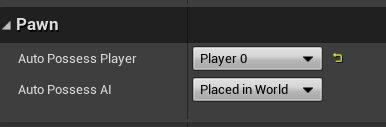 Pawn
Auto Possess Player Player 0
Auto Possess AI Placed in World